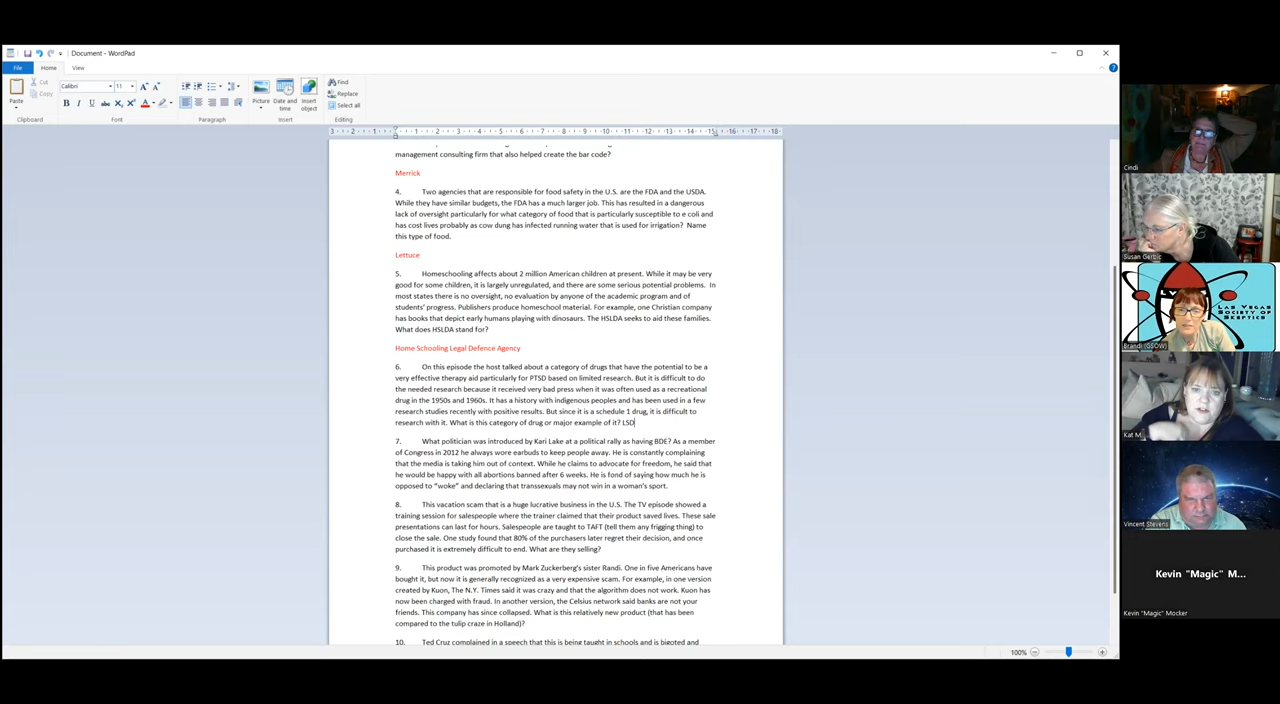 Document - WordPad
File
Home
View
Paste
Cut
Copy
Calibri
11
Picture
Date and time
Insert object
Find
Replace
Select all
Clipboard
Font
Paragraph
Insert
Editing
3 2 1 1 2 3 4 5 6 7 8 9 10 11 12 13 14 15 16 17 18
management consulting firm that also helped create the bar code?
Merrick
4. Two agencies that are responsible for food safety in the U.S. are the FDA and the USDA.
While they have similar budgets, the FDA has a much larger job. This has resulted in a dangerous
lack of oversight particularly for what category of food that is particularly susceptible to e coli and
has cost lives probably as cow dung has infected running water that is used for irrigation? Name
this type of food.
Lettuce
5. Homeschooling affects about 2 million American children at present. While it may be very
good for some children, it is largely unregulated, and there are some serious potential problems. In
most states there is no oversight, no evaluation by anyone of the academic program and of
students' progress. Publishers produce homeschool material. For example, one Christian company
has books that depict early humans playing with dinosaurs. The HSLDA seeks to aid these families.
What does HSLDA stand for?
Home Schooling Legal Defence Agency
6. On this episode the host talked about a category of drugs that have the potential to be a
very effective therapy aid particularly for PTSD based on limited research. But it is difficult to do
the needed research because it received very bad press when it was often used as a recreational
drug in the 1950s and 1960s. It has a history with indigenous peoples and has been used in a few
research studies recently with positive results. But since it is a schedule 1 drug, it is difficult to
research with it. What is this category of drug or major example of it? LSD
7. What politician was introduced by Kari Lake at a political rally as having BDE? As a member
of Congress in 2012 he always wore earbuds to keep people away. He is constantly complaining
that the media is taking him out of context. While he claims to advocate for freedom, he said that
he would be happy with all abortions banned after 6 weeks. He is fond of saying how much he is
opposed to "woke" and declaring that transsexuals may not win in a woman's sport.
8. This vacation scam that is a huge lucrative business in the U.S. The TV episode showed a
training session for salespeople where the trainer claimed that their product saved lives. These sale
presentations can last for hours. Salespeople are taught to TAFT (tell them any frigging thing) to
close the sale. One study found that 80% of the purchasers later regret their decision, and once
purchased it is extremely difficult to end. What are they selling?
9. This product was promoted by Mark Zuckerberg's sister Randi. One in five Americans have
bought it, but now it is generally recognized as a very expensive scam. For example, in one version
created by Kuon, The N.Y. Times said it was crazy and that the algorithm does not work. Kuon has
now been charged with fraud. In another version, the Celsius network said banks are not your
friends. This company has since collapsed. What is this relatively new product (that has been
compared to the tulip craze in Holland)?
10. Ted Cruz complained in a speech that this is being taught in schools and is bigoted and
100%
Cindi
Susan Gerbic
LAS VEGAS
SOCIETY OF
SKEPTICS
Brandi (GSOW)
Kat M
Vincent Stevens
Kevin "Magic" M...
Kevin "Magic" Mocker